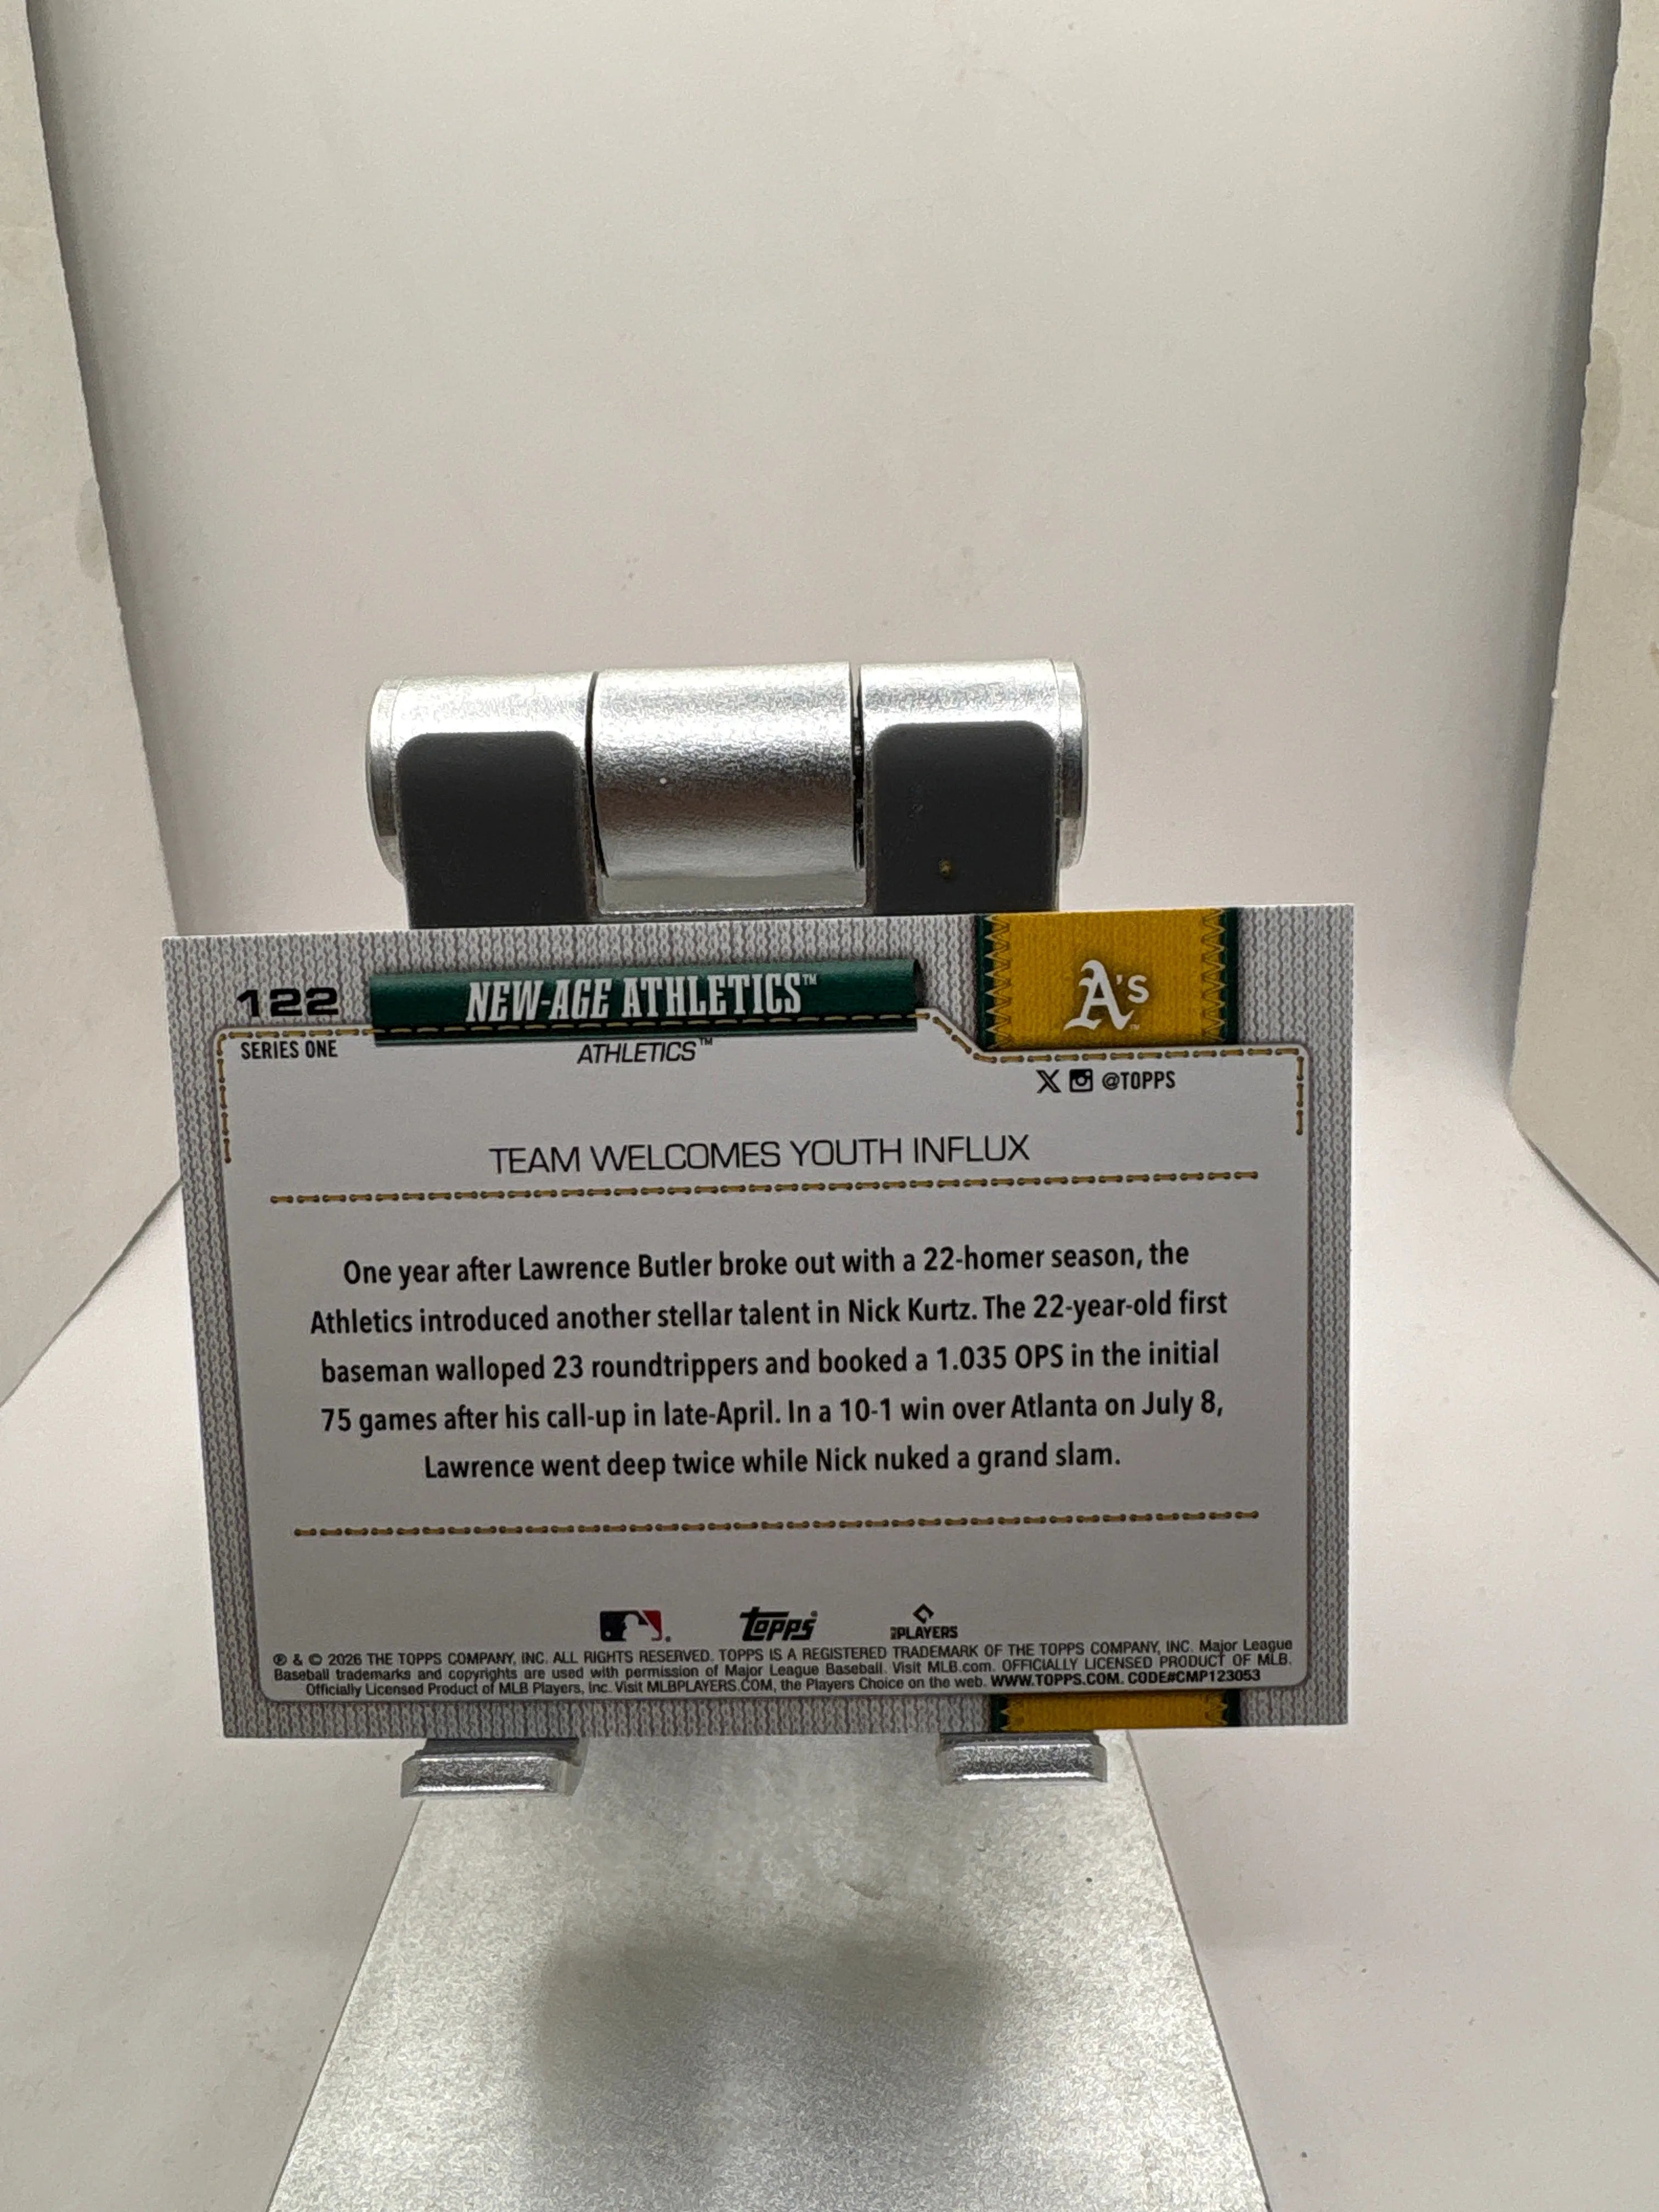 122
NEW-AGE ATHLETICS™
A's™
SERIES ONE
ATHLETICS™
X @TOPPS
TEAM WELCOMES YOUTH INFLUX
One year after Lawrence Butler broke out with a 22-homer season, the
Athletics introduced another stellar talent in Nick Kurtz. The 22-year-old first
baseman walloped 23 roundtrippers and booked a 1.035 OPS in the initial
75 games after his call-up in late-April. In a 10-1 win over Atlanta on July 8,
Lawrence went deep twice while Nick nuked a grand slam.
topps
PLAYERS
® & © 2026 THE TOPPS COMPANY, INC. ALL RIGHTS RESERVED. TOPPS IS A REGISTERED TRADEMARK OF THE TOPPS COMPANY, INC. Major League
Baseball trademarks and copyrights are used with permission of Major League Baseball. Visit MLB.com. OFFICIALLY LICENSED PRODUCT OF MLB.
Officially Licensed Product of MLB Players, Inc. Visit MLBPLAYERS.COM, the Players Choice on the web. WWW.TOPPS.COM. CODE#CMP123053